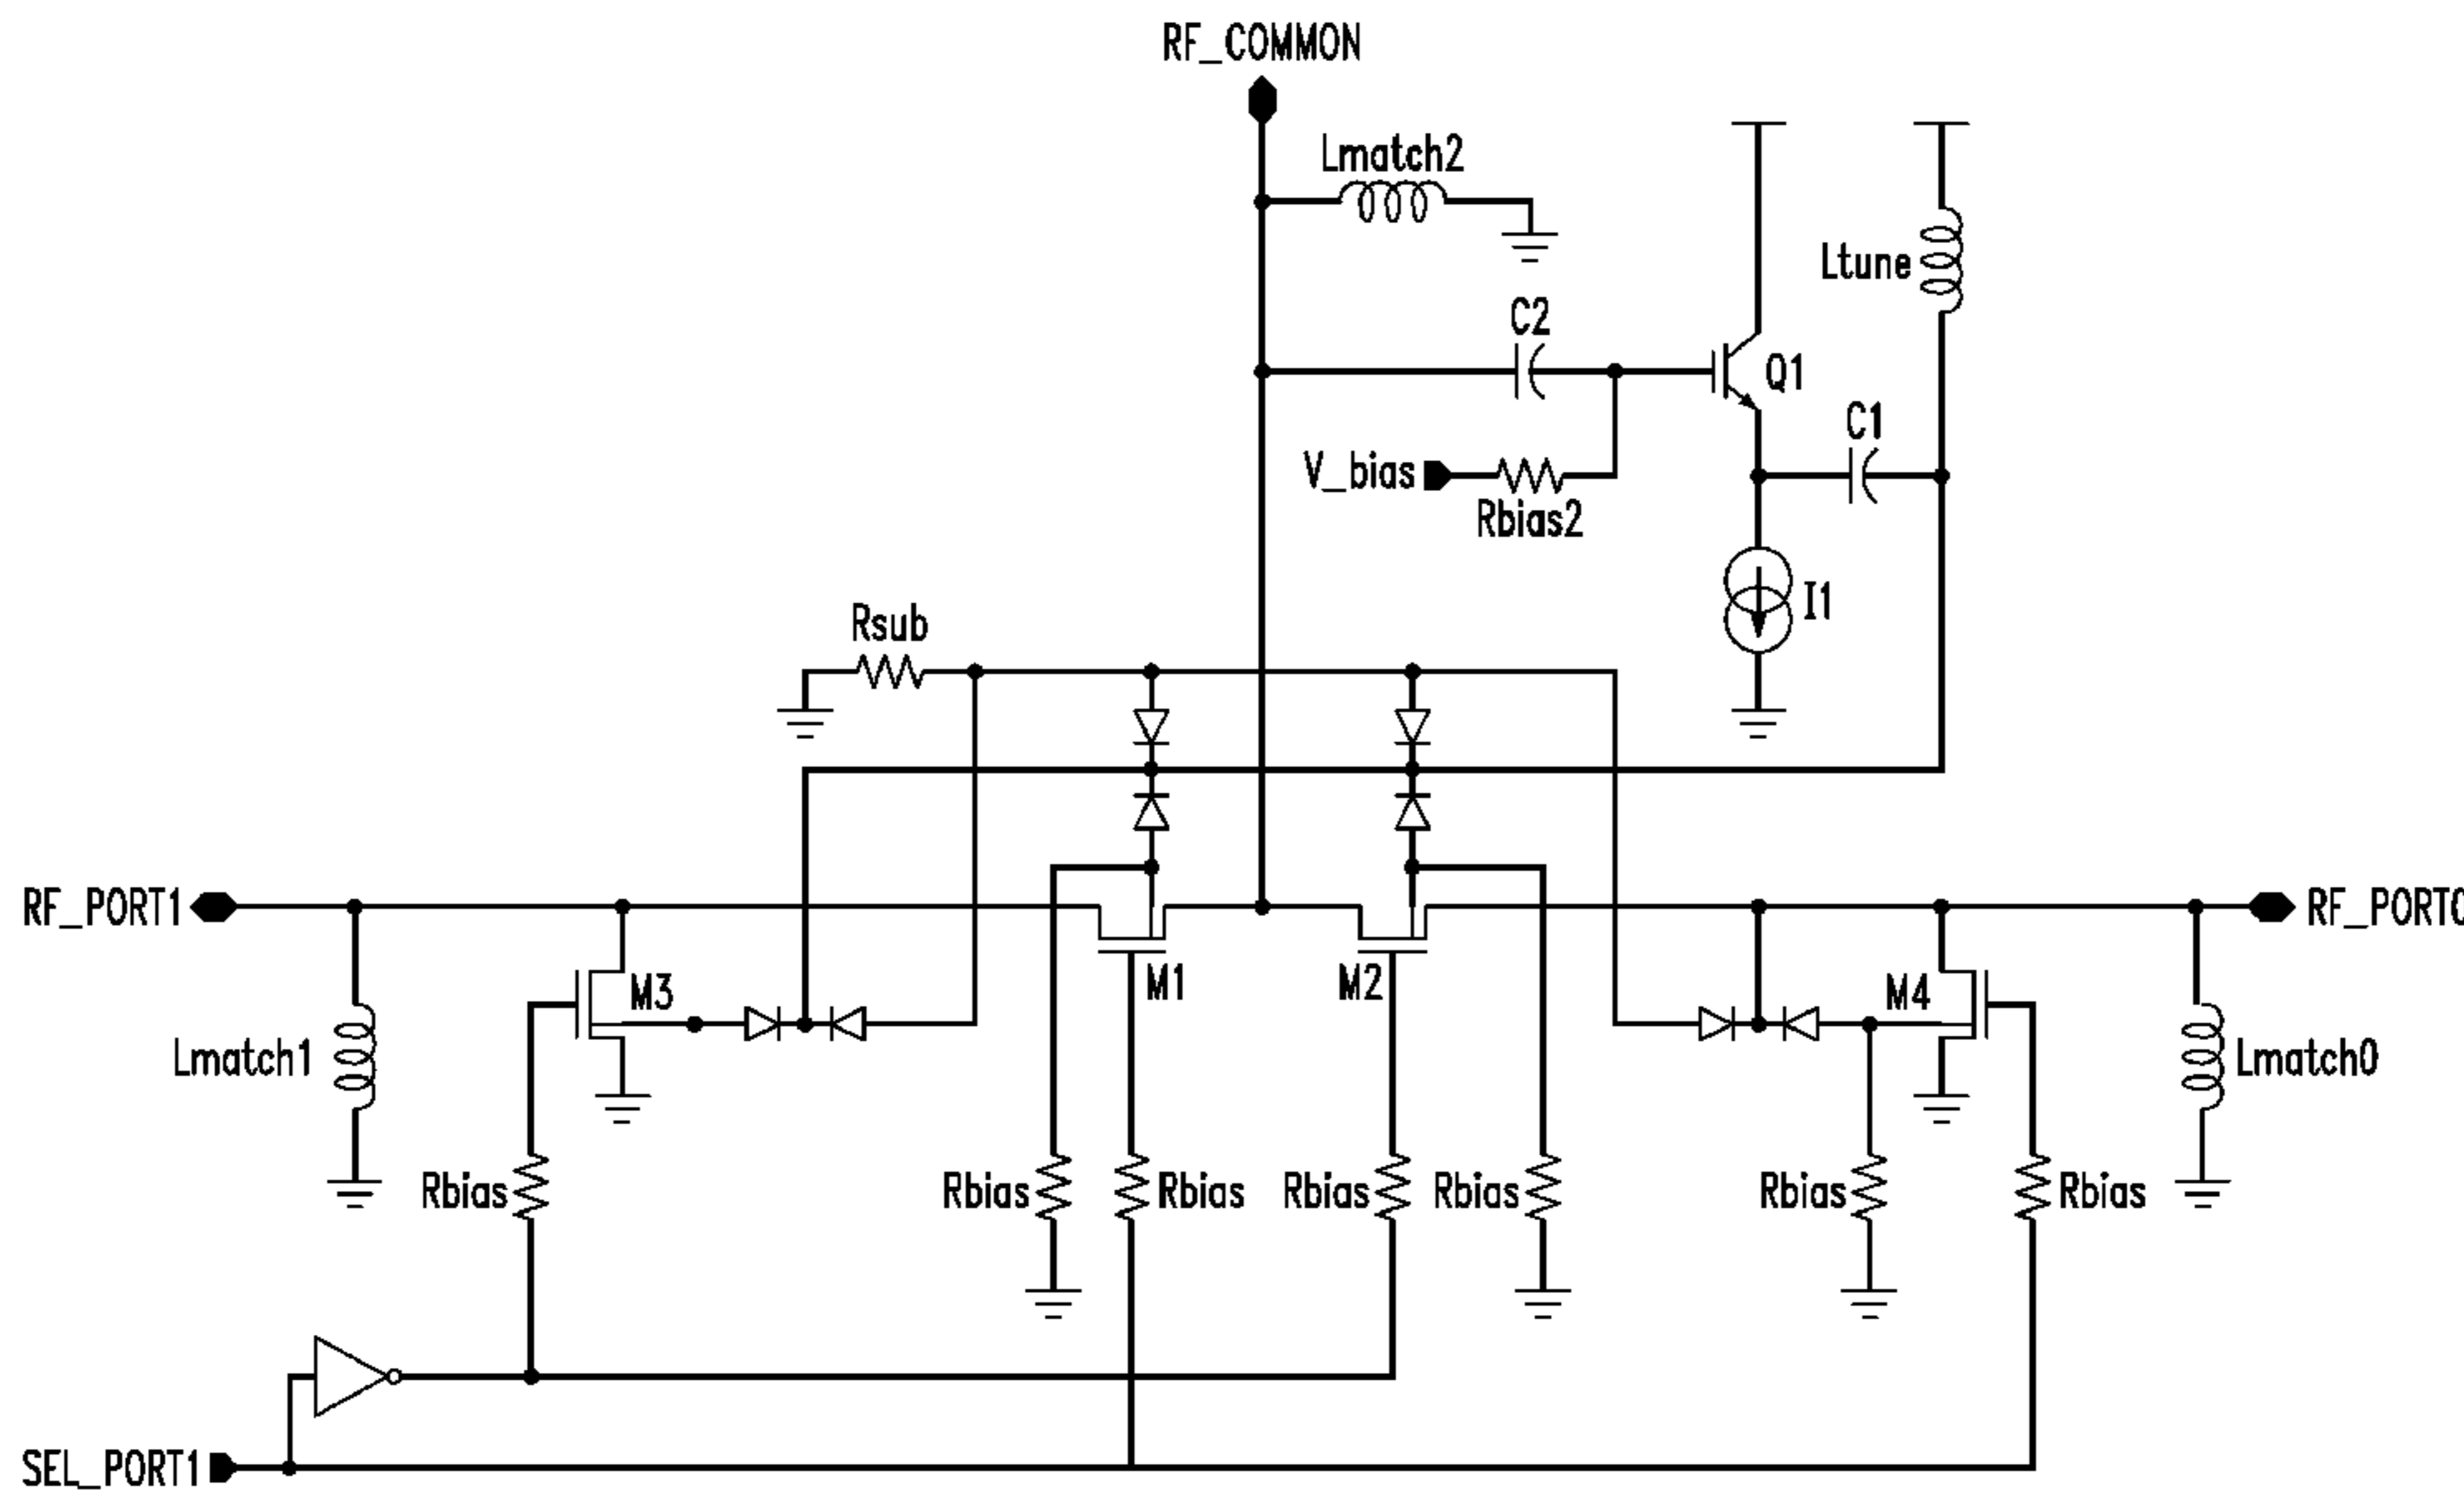 RF_COMMON
Lmatch2
Ltune
C2
Q1
C1
V_bias
Rbias2
I1
Rsub
RF_PORT1
RF_PORT0
M3
M1
M2
M4
Lmatch1
Lmatch0
Rbias
Rbias
Rbias
Rbias
Rbias
Rbias
Rbias
SEL_PORT1